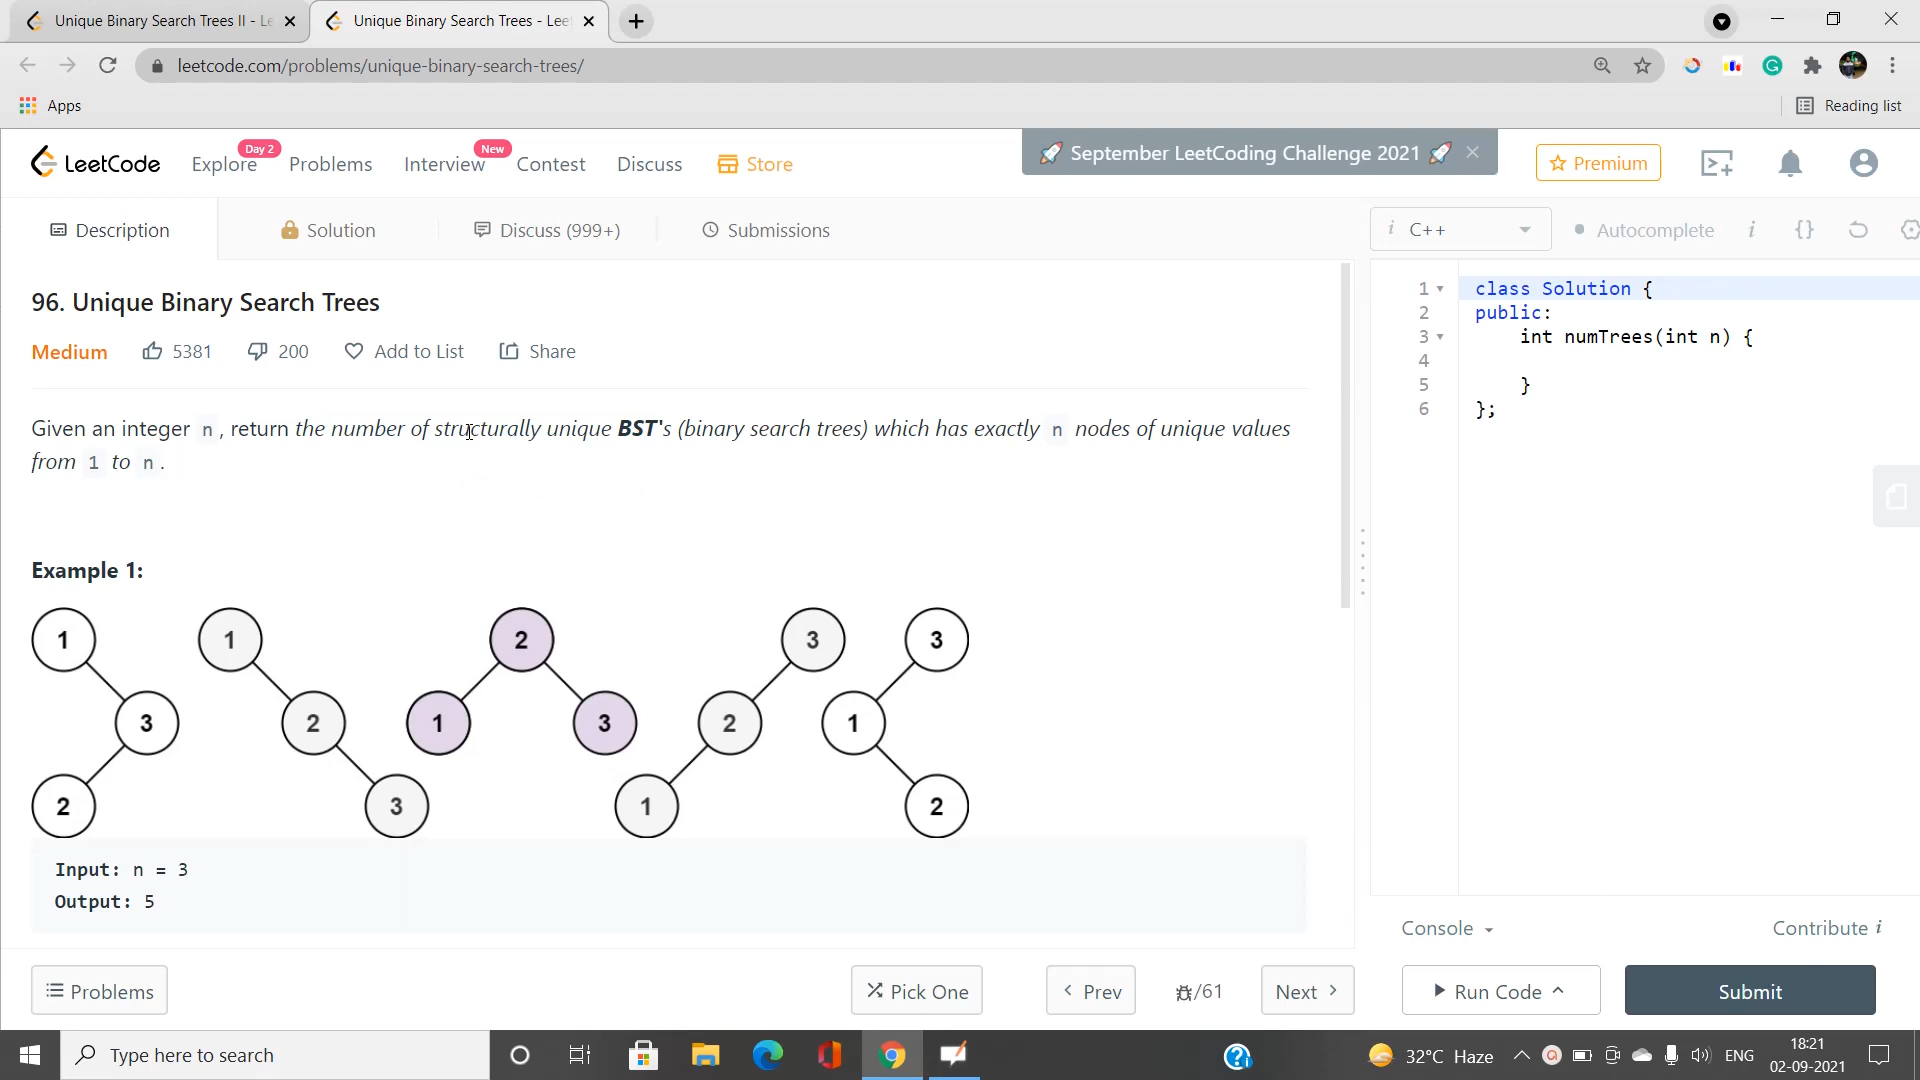 Unique Binary Search Trees II - Le
Unique Binary Search Trees - Lee
leetcode.com/problems/unique-binary-search-trees/
Apps
Reading list
LeetCode
Explore
Day 2
Problems
Interview
New
Contest
Discuss
Store
September LeetCoding Challenge 2021
Premium
Description
Solution
Discuss (999+)
Submissions
i C++
Autocomplete
i {}
96. Unique Binary Search Trees
Medium
5381
200
Add to List
Share
Given an integer n, return the number of structurally unique BST's (binary search trees) which has exactly n nodes of unique values
from 1 to n.
Example 1:
1 1 2 3 3
3 2 1 3 2 1
2 3 1 2
Input: n = 3
Output: 5
1 class Solution {
2 public:
3 int numTrees(int n) {
4
5 }
6 };
Console
Contribute i
Problems
Pick One
Prev
/61
Next
Run Code
Submit
Type here to search
32°C Haze
ENG
18:21
02-09-2021